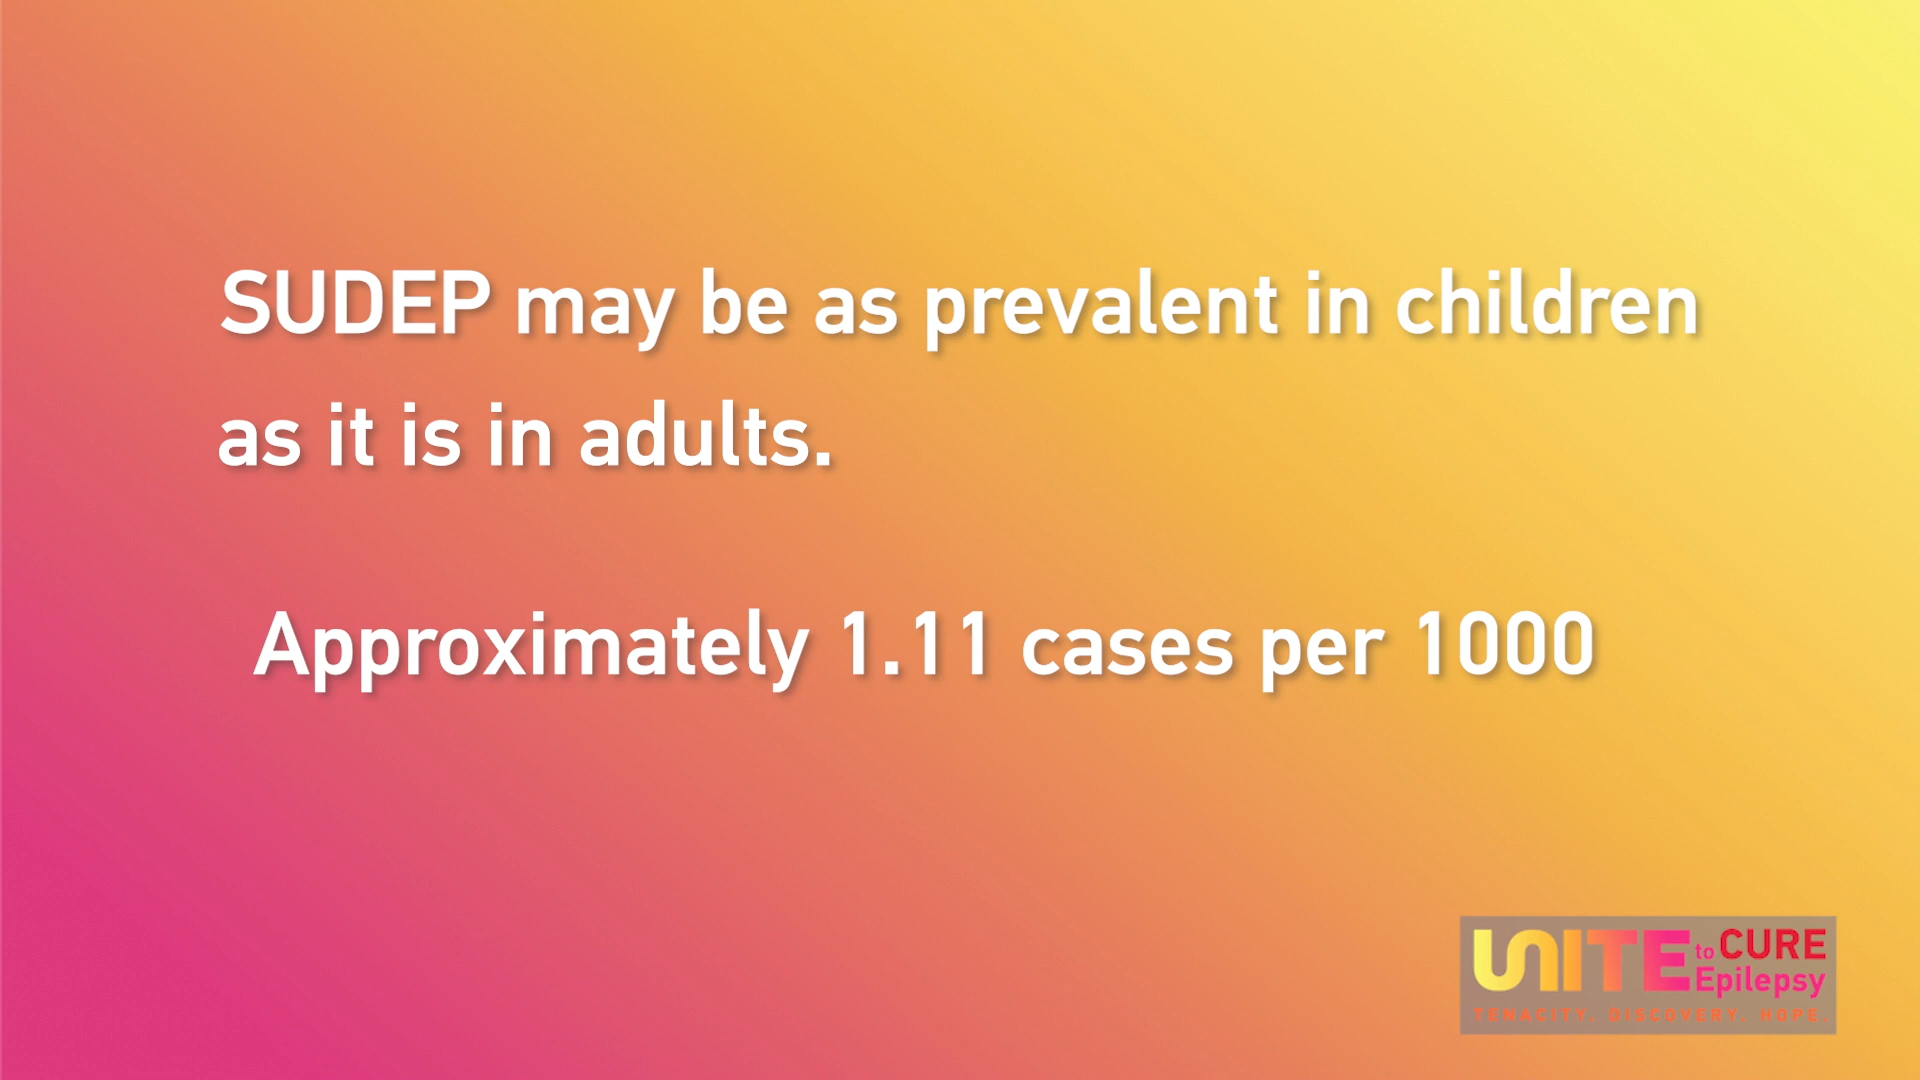 SUDEP may be as prevalent in children
as it is in adults.
Approximately 1.11 cases per 1000
UNITE to CURE
Epilepsy
TENACITY. DISCOVERY. HOPE.